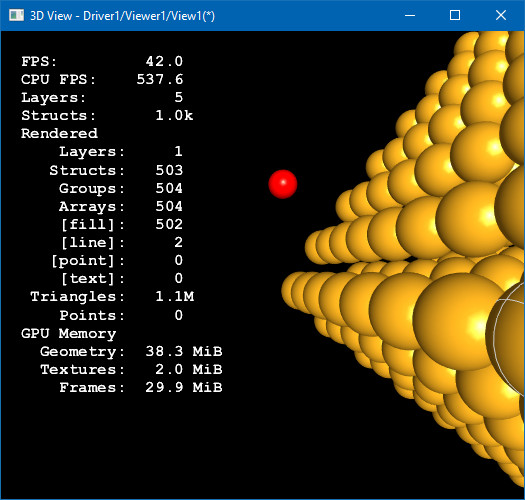 3D View - Driver1/Viewer1/View1(*)
FPS: 42.0
CPU FPS: 537.6
Layers: 5
Structs: 1.0k
Rendered
Layers: 1
Structs: 503
Groups: 504
Arrays: 504
[fill]: 502
[line]: 2
[point]: 0
[text]: 0
Triangles: 1.1M
Points: 0
GPU Memory
Geometry: 38.3 MiB
Textures: 2.0 MiB
Frames: 29.9 MiB